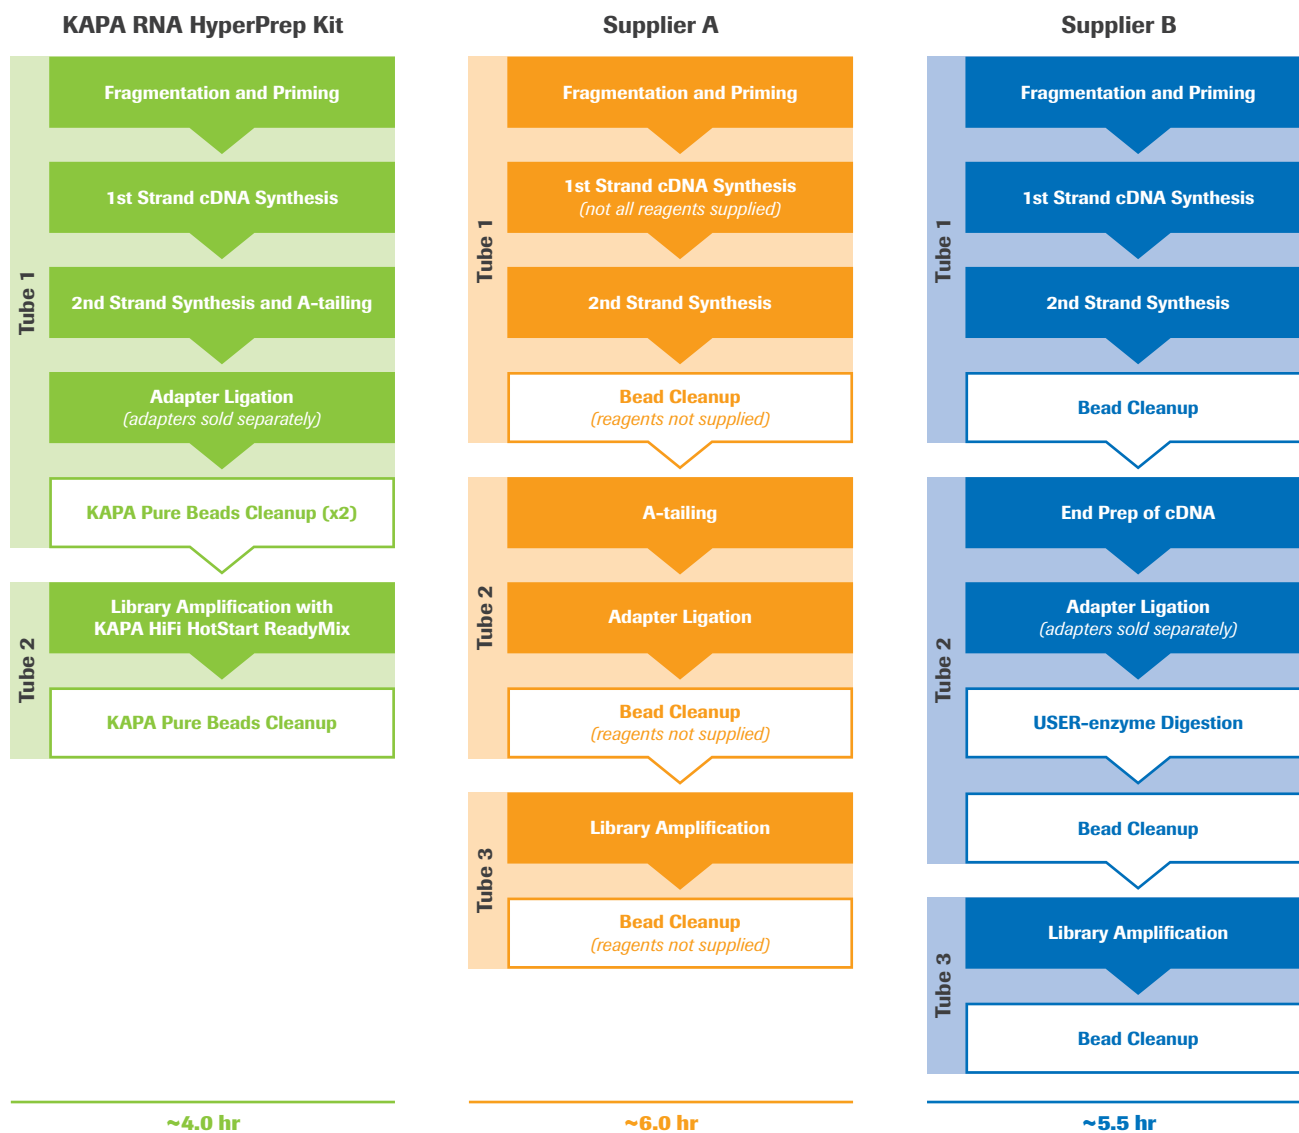 KAPA RNA HyperPrep Kit
Tube 1
Fragmentation and Priming
1st Strand cDNA Synthesis
2nd Strand Synthesis and A-tailing
Adapter Ligation
(adapters sold separately)
KAPA Pure Beads Cleanup (x2)
Tube 2
Library Amplification with
KAPA HiFi HotStart ReadyMix
KAPA Pure Beads Cleanup
~4.0 hr
Supplier A
Tube 1
Fragmentation and Priming
1st Strand cDNA Synthesis
(not all reagents supplied)
2nd Strand Synthesis
Bead Cleanup
(reagents not supplied)
Tube 2
A-tailing
Adapter Ligation
Bead Cleanup
(reagents not supplied)
Tube 3
Library Amplification
Bead Cleanup
(reagents not supplied)
~6.0 hr
Supplier B
Tube 1
Fragmentation and Priming
1st Strand cDNA Synthesis
2nd Strand Synthesis
Bead Cleanup
Tube 2
End Prep of cDNA
Adapter Ligation
(adapters sold separately)
USER-enzyme Digestion
Bead Cleanup
Tube 3
Library Amplification
Bead Cleanup
~5.5 hr